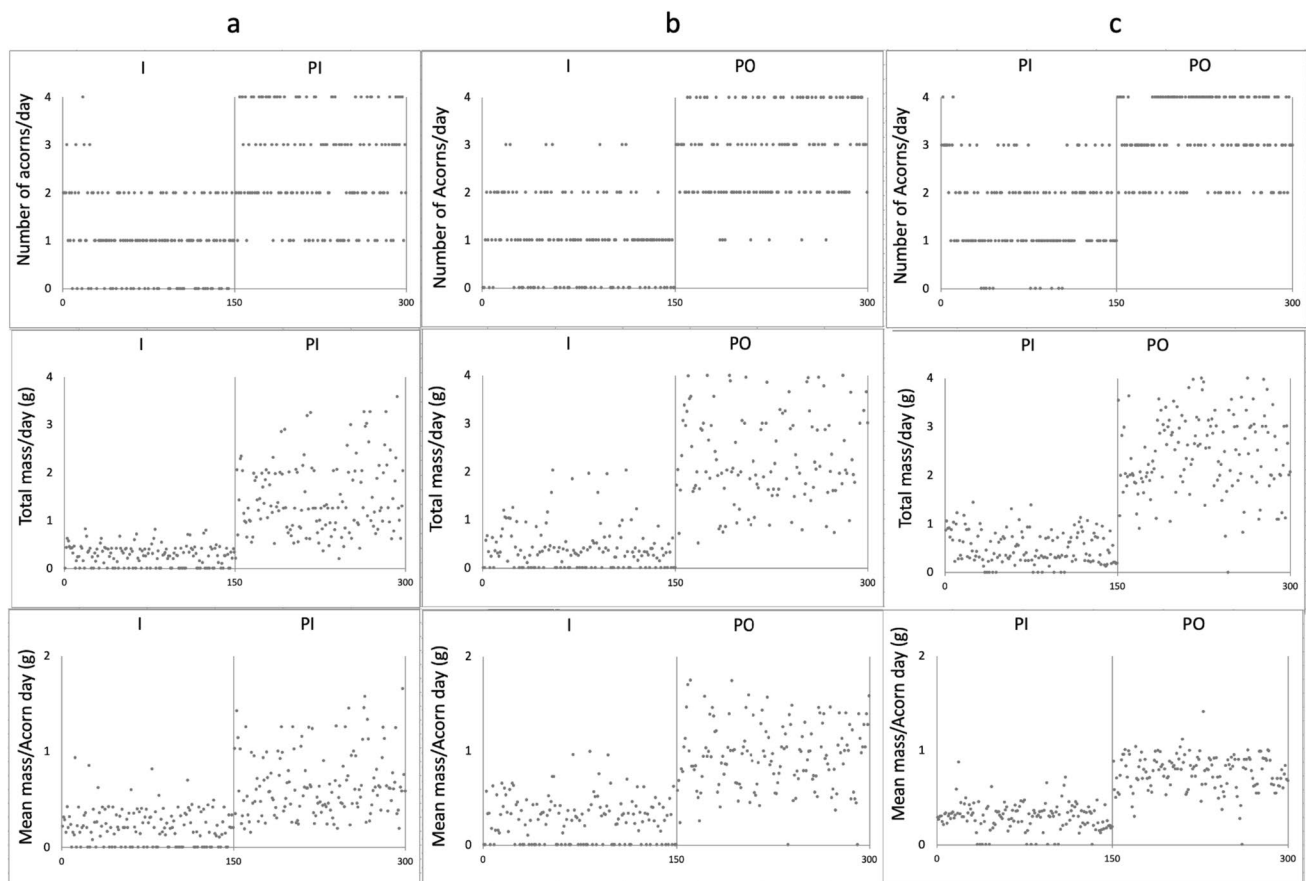 a
b
c
I PI
Number of acorns/day
4
3
2
1
0
0 150 300
I PO
Number of Acorns/day
4
3
2
1
0
0 150 300
PI PO
Number of Acorns/day
4
3
2
1
0
0 150 300
I PI
Total mass/day (g)
4
3
2
1
0
0 150 300
I PO
Total mass/day (g)
4
3
2
1
0
0 150 300
PI PO
Total mass/day (g)
4
3
2
1
0
0 150 300
I PI
Mean mass/Acorn day (g)
2
1
0
0 150 300
I PO
Mean mass/Acorn day (g)
2
1
0
0 150 300
PI PO
Mean mass/Acorn day (g)
2
1
0
0 150 300